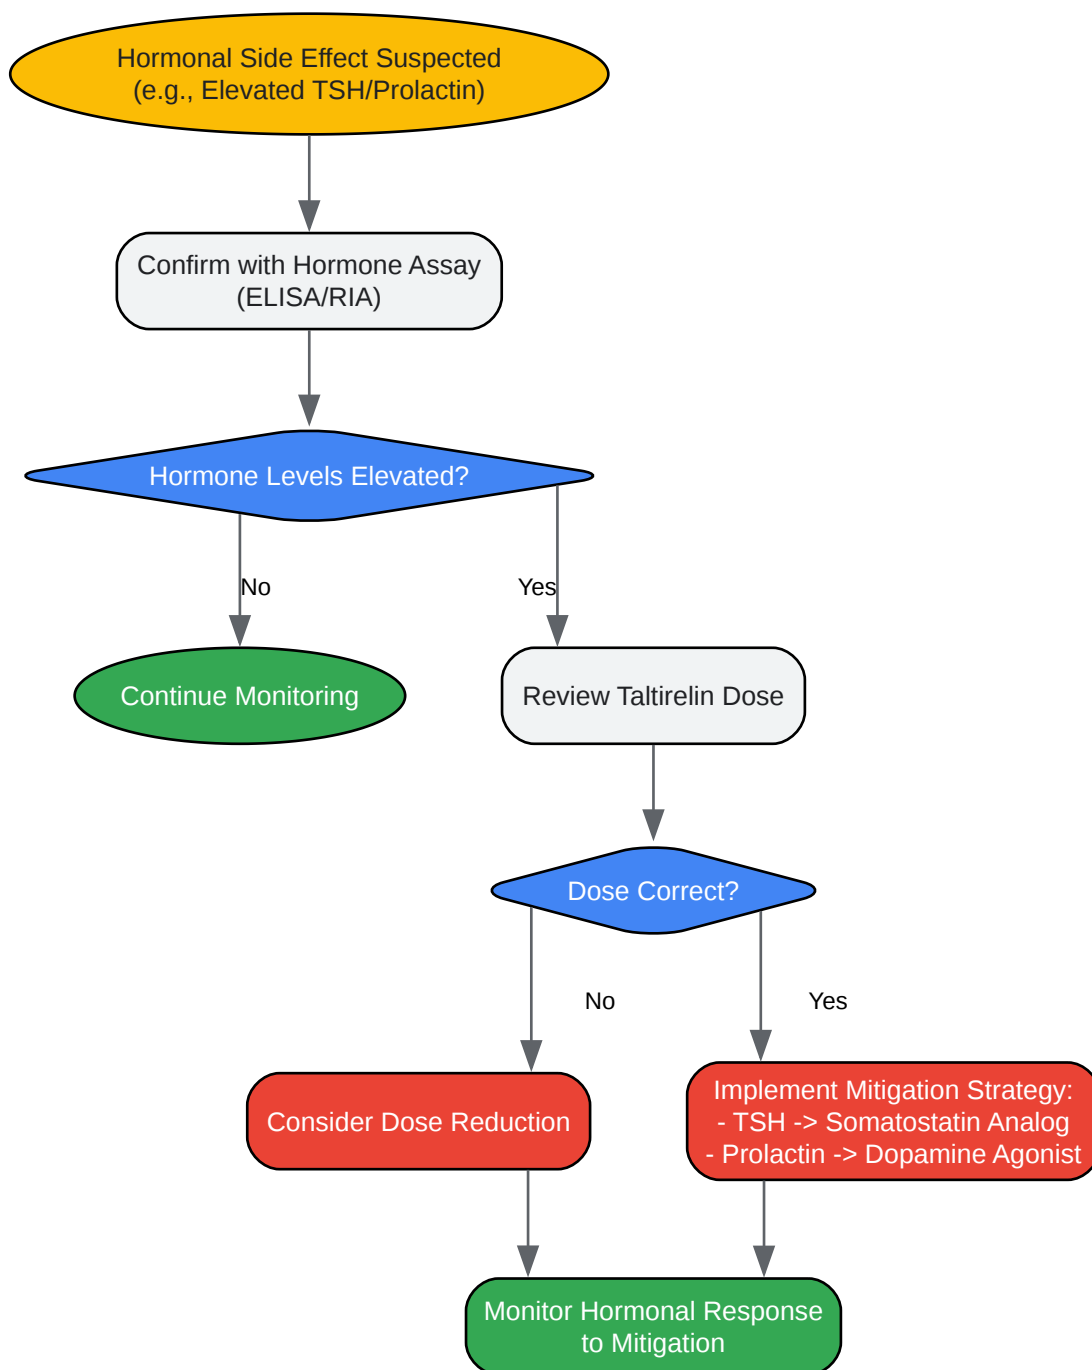 Hormonal Side Effect Suspected
(e.g., Elevated TSH/Prolactin)
Confirm with Hormone Assay
(ELISA/RIA)
Hormone Levels Elevated?
No
Yes
Continue Monitoring
Review Taltirelin Dose
Dose Correct?
No
Yes
Consider Dose Reduction
Implement Mitigation Strategy:
- TSH -> Somatostatin Analog
- Prolactin -> Dopamine Agonist
Monitor Hormonal Response
to Mitigation